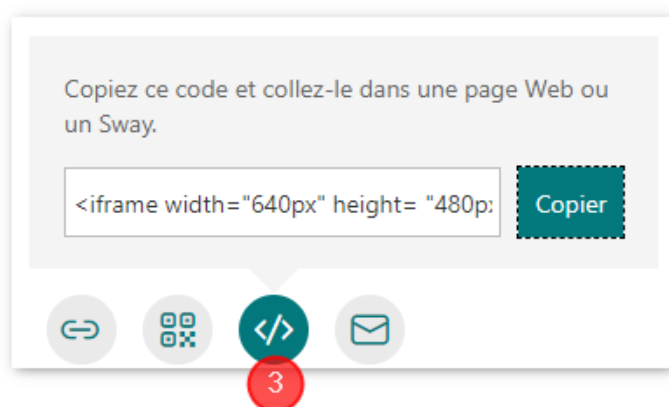 Copiez ce code et collez-le dans une page Web ou
un Sway.
<iframe width="640px" height= "480p
Copier
</>
3